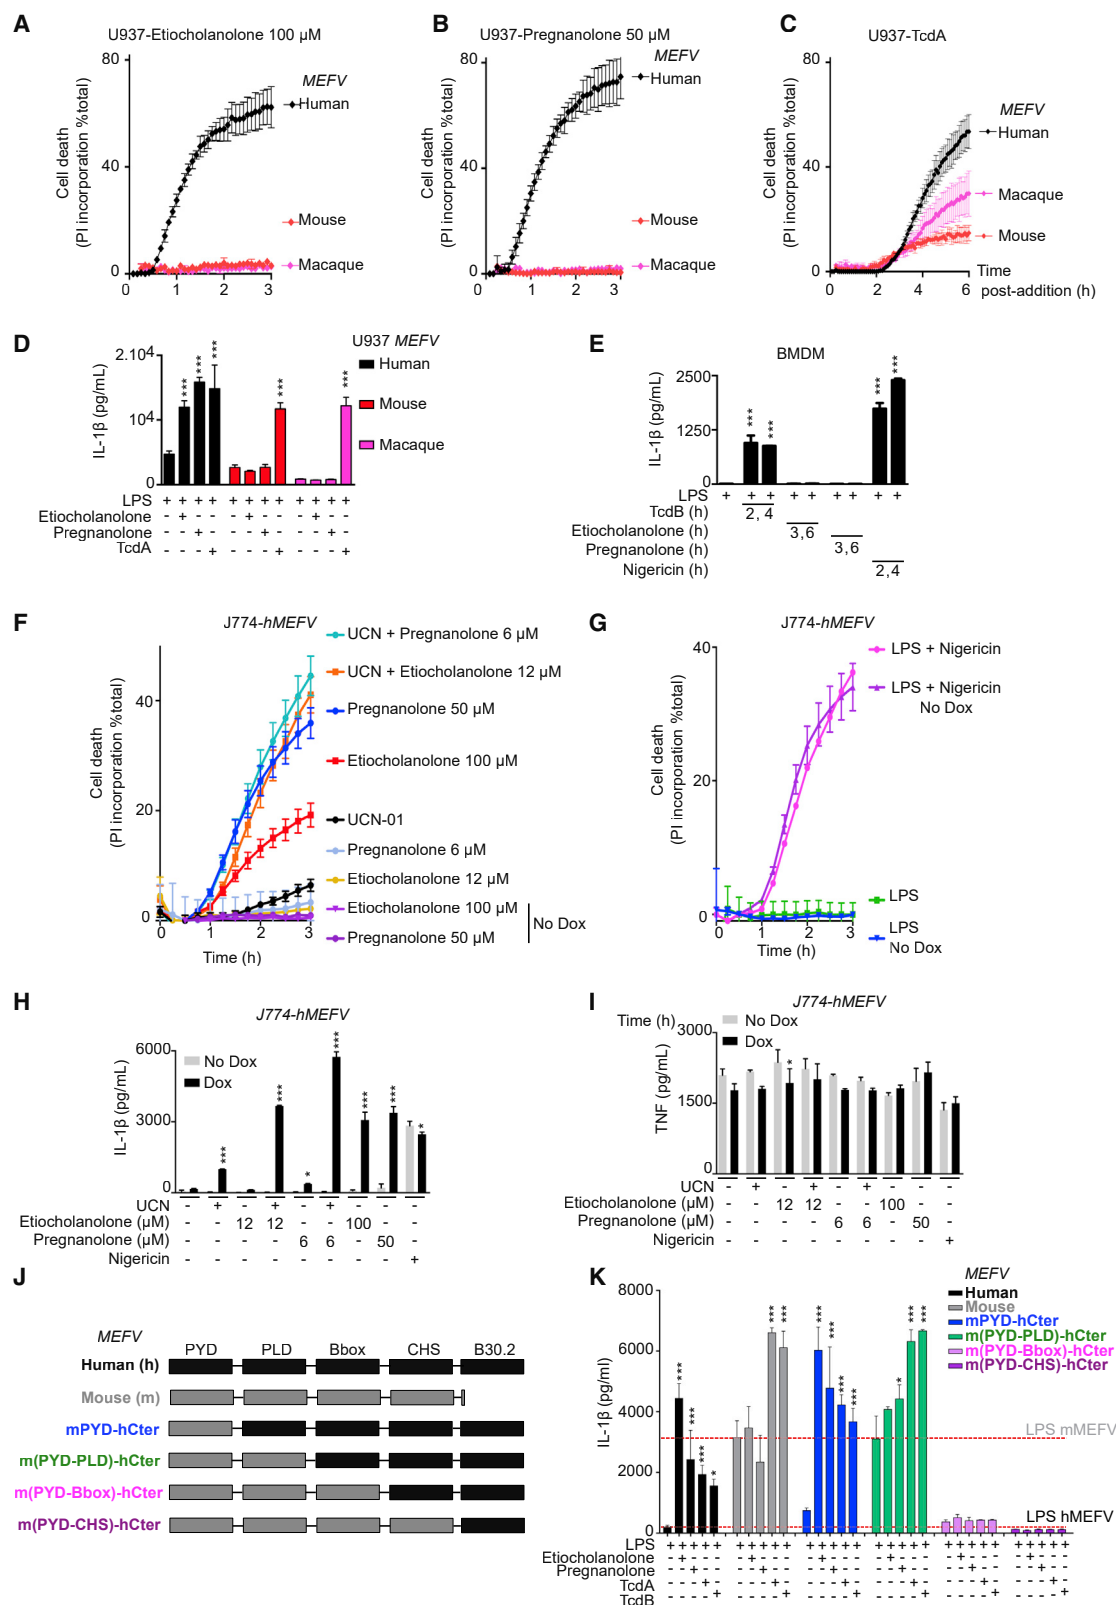 A
U937-Etiocholanolone 100 µM
Cell death
(PI incorporation %total)
80
40
0
0 1 2 3
MEFV
Human
Mouse
Macaque
B
U937-Pregnanolone 50 µM
Cell death
(PI incorporation %total)
80
40
0
0 1 2 3
MEFV
Human
Mouse
Macaque
C
U937-TcdA
Cell death
(PI incorporation %total)
80
40
0
0 2 4 6
MEFV
Human
Macaque
Mouse
Time
post-addition (h)
D
U937 MEFV
Human
Mouse
Macaque
IL-1β (pg/mL)
2.10⁴
10⁴
0
*** *** *** *** ***
LPS + + + + + + + + + + + +
Etiocholanolone - + - - - + - - - + - -
Pregnanolone - - + - - - + - - - + -
TcdA - - - + - - - + - - - +
E
BMDM
IL-1β (pg/mL)
2500
1250
0
*** *** *** ***
LPS + + + + + + + + +
TcdB (h) 2, 4
Etiocholanolone (h) 3,6
Pregnanolone (h) 3,6
Nigericin (h) 2,4
F
J774-hMEFV
Cell death
(PI incorporation %total)
40
20
0
0 1 2 3
Time (h)
UCN + Pregnanolone 6 µM
UCN + Etiocholanolone 12 µM
Pregnanolone 50 µM
Etiocholanolone 100 µM
UCN-01
Pregnanolone 6 µM
Etiocholanolone 12 µM
Etiocholanolone 100 µM
Pregnanolone 50 µM
No Dox
G
J774-hMEFV
Cell death
(PI incorporation %total)
40
20
0
0 1 2 3
Time (h)
LPS + Nigericin
LPS + Nigericin
No Dox
LPS
LPS
No Dox
H
J774-hMEFV
No Dox
Dox
IL-1β (pg/mL)
6000
3000
0
*** *** * *** *** *** *
UCN - + - + - + - - -
Etiocholanolone (µM) - - 12 12 - - 100 - -
Pregnanolone (µM) - - - - 6 6 - 50 -
Nigericin - - - - - - - - +
I
J774-hMEFV
Time (h)
No Dox
Dox
TNF (pg/mL)
3000
1500
0
*
UCN - + - + - + - - -
Etiocholanolone (µM) - - 12 12 - - 100 - -
Pregnanolone (µM) - - - - 6 6 - 50 -
Nigericin - - - - - - - - +
J
MEFV
PYD PLD Bbox CHS B30.2
Human (h)
Mouse (m)
mPYD-hCter
m(PYD-PLD)-hCter
m(PYD-Bbox)-hCter
m(PYD-CHS)-hCter
K
MEFV
Human
Mouse
mPYD-hCter
m(PYD-PLD)-hCter
m(PYD-Bbox)-hCter
m(PYD-CHS)-hCter
IL-1β (pg/ml)
8000
6000
4000
2000
0
*** *** *** * *** *** *** *** *** *** * *** ***
LPS mMEFV
LPS hMEFV
LPS +++++ +++++ +++++ +++++ +++++ +++++
Etiocholanolone -+--- -+--- -+--- -+--- -+--- -+---
Pregnanolone --+-- --+-- --+-- --+-- --+-- --+--
TcdA ---+- ---+- ---+- ---+- ---+- ---+-
TcdB ----+ ----+ ----+ ----+ ----+ ----+